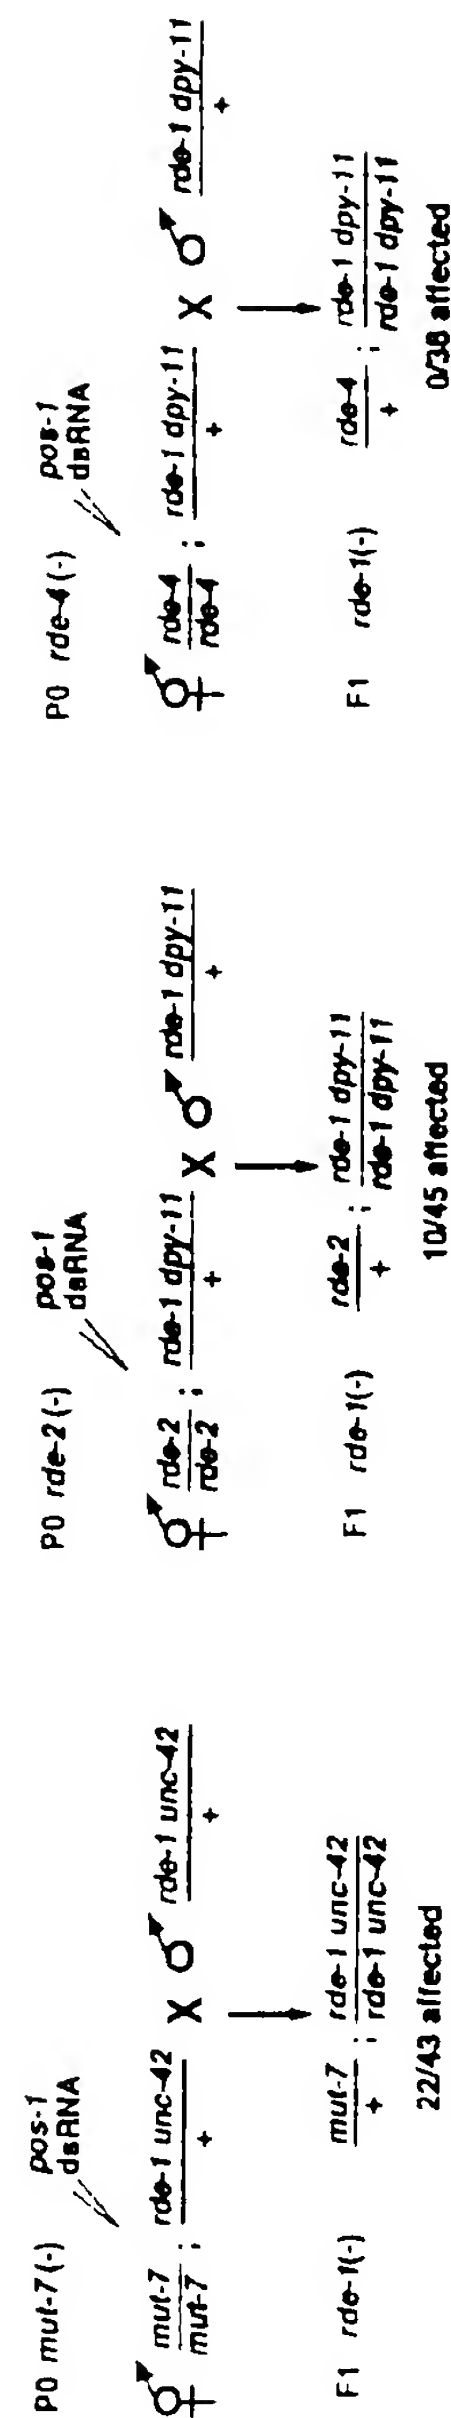 P0 mut-7 (-)
pos-1
dsRNA
mut-7 ; rde-1 unc-42 X rde-1 unc-42
mut-7 + +
F1 rde-1(-)
mut-7 ; rde-1 unc-42
+ rde-1 unc-42
22/43 affected
P0 rde-2 (-)
pos-1
dsRNA
rde-2 ; rde-1 dpy-11 X rde-1 dpy-11
rde-2 + +
F1 rde-1(-)
rde-2 ; rde-1 dpy-11
+ rde-1 dpy-11
10/45 affected
P0 rde-4 (-)
pos-1
dsRNA
rde-4 ; rde-1 dpy-11 X rde-1 dpy-11
rde-4 + +
F1 rde-1(-)
rde-4 ; rde-1 dpy-11
+ rde-1 dpy-11
0/38 affected